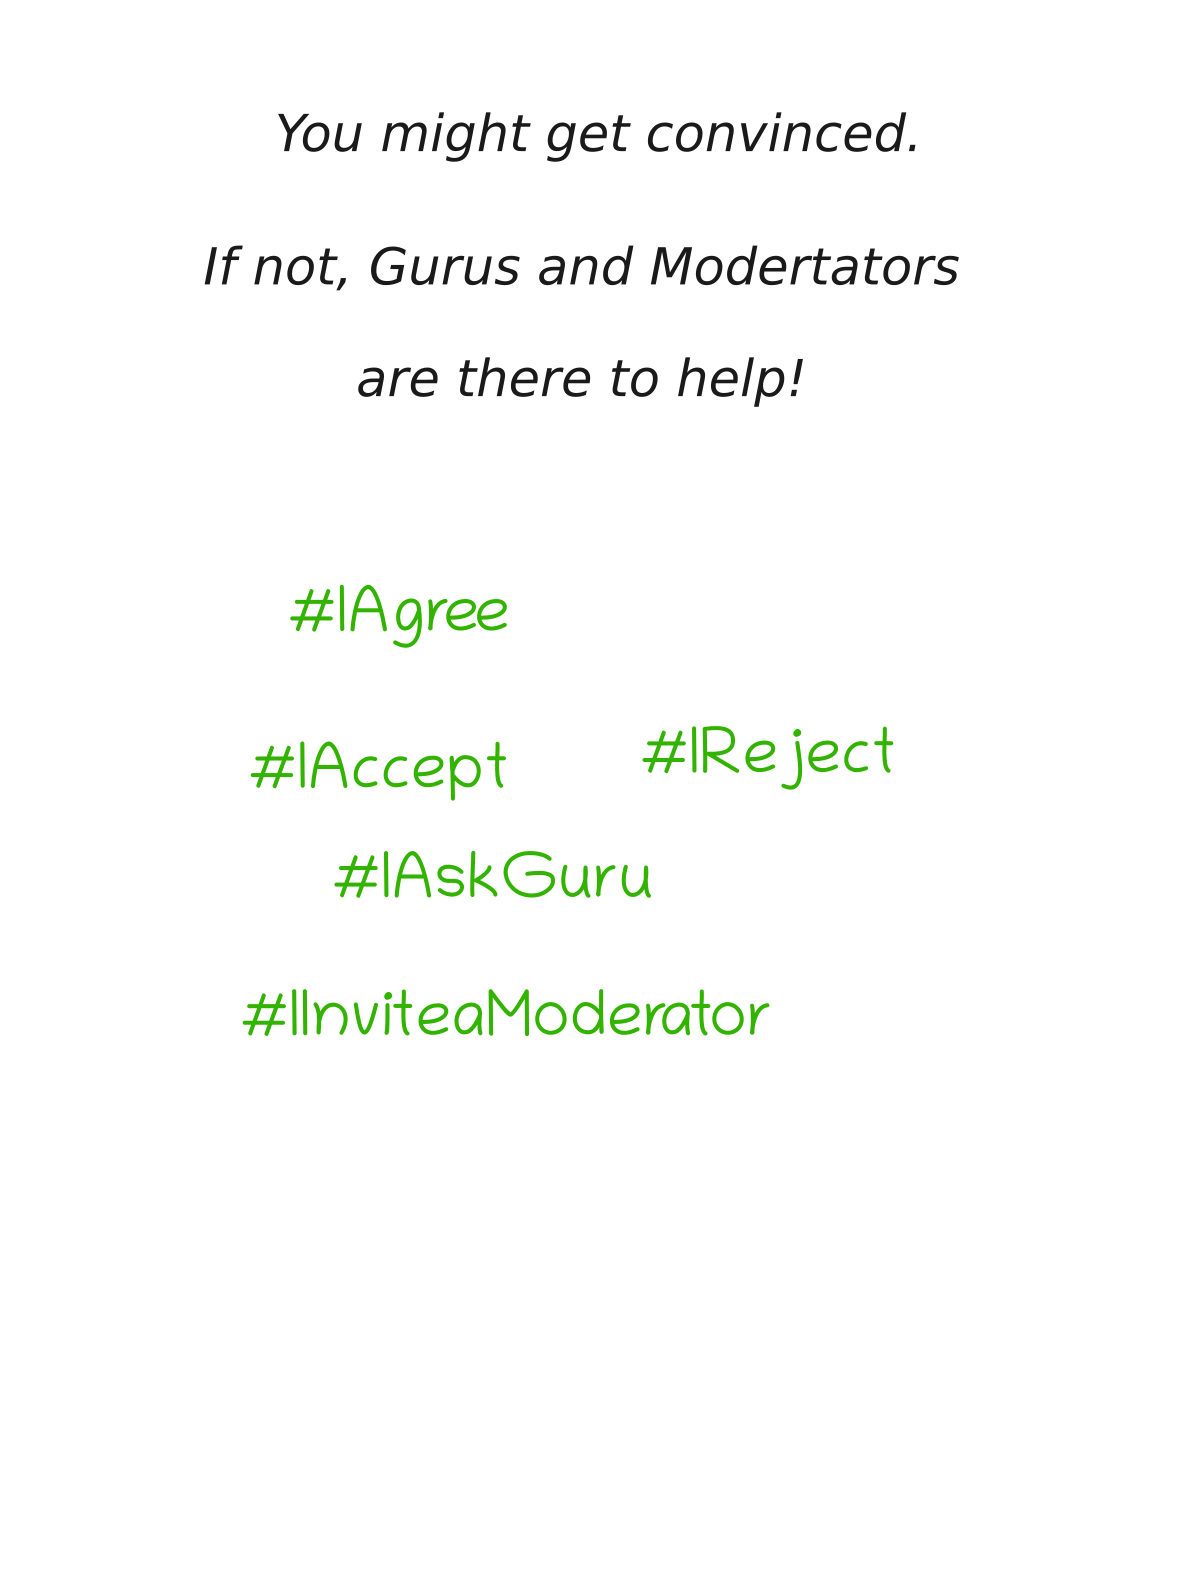 You might get convinced.
If not, Gurus and Modertators
are there to help!
#IAgree
#IAccept #IReject
#IAskGuru
#IInviteaModerator